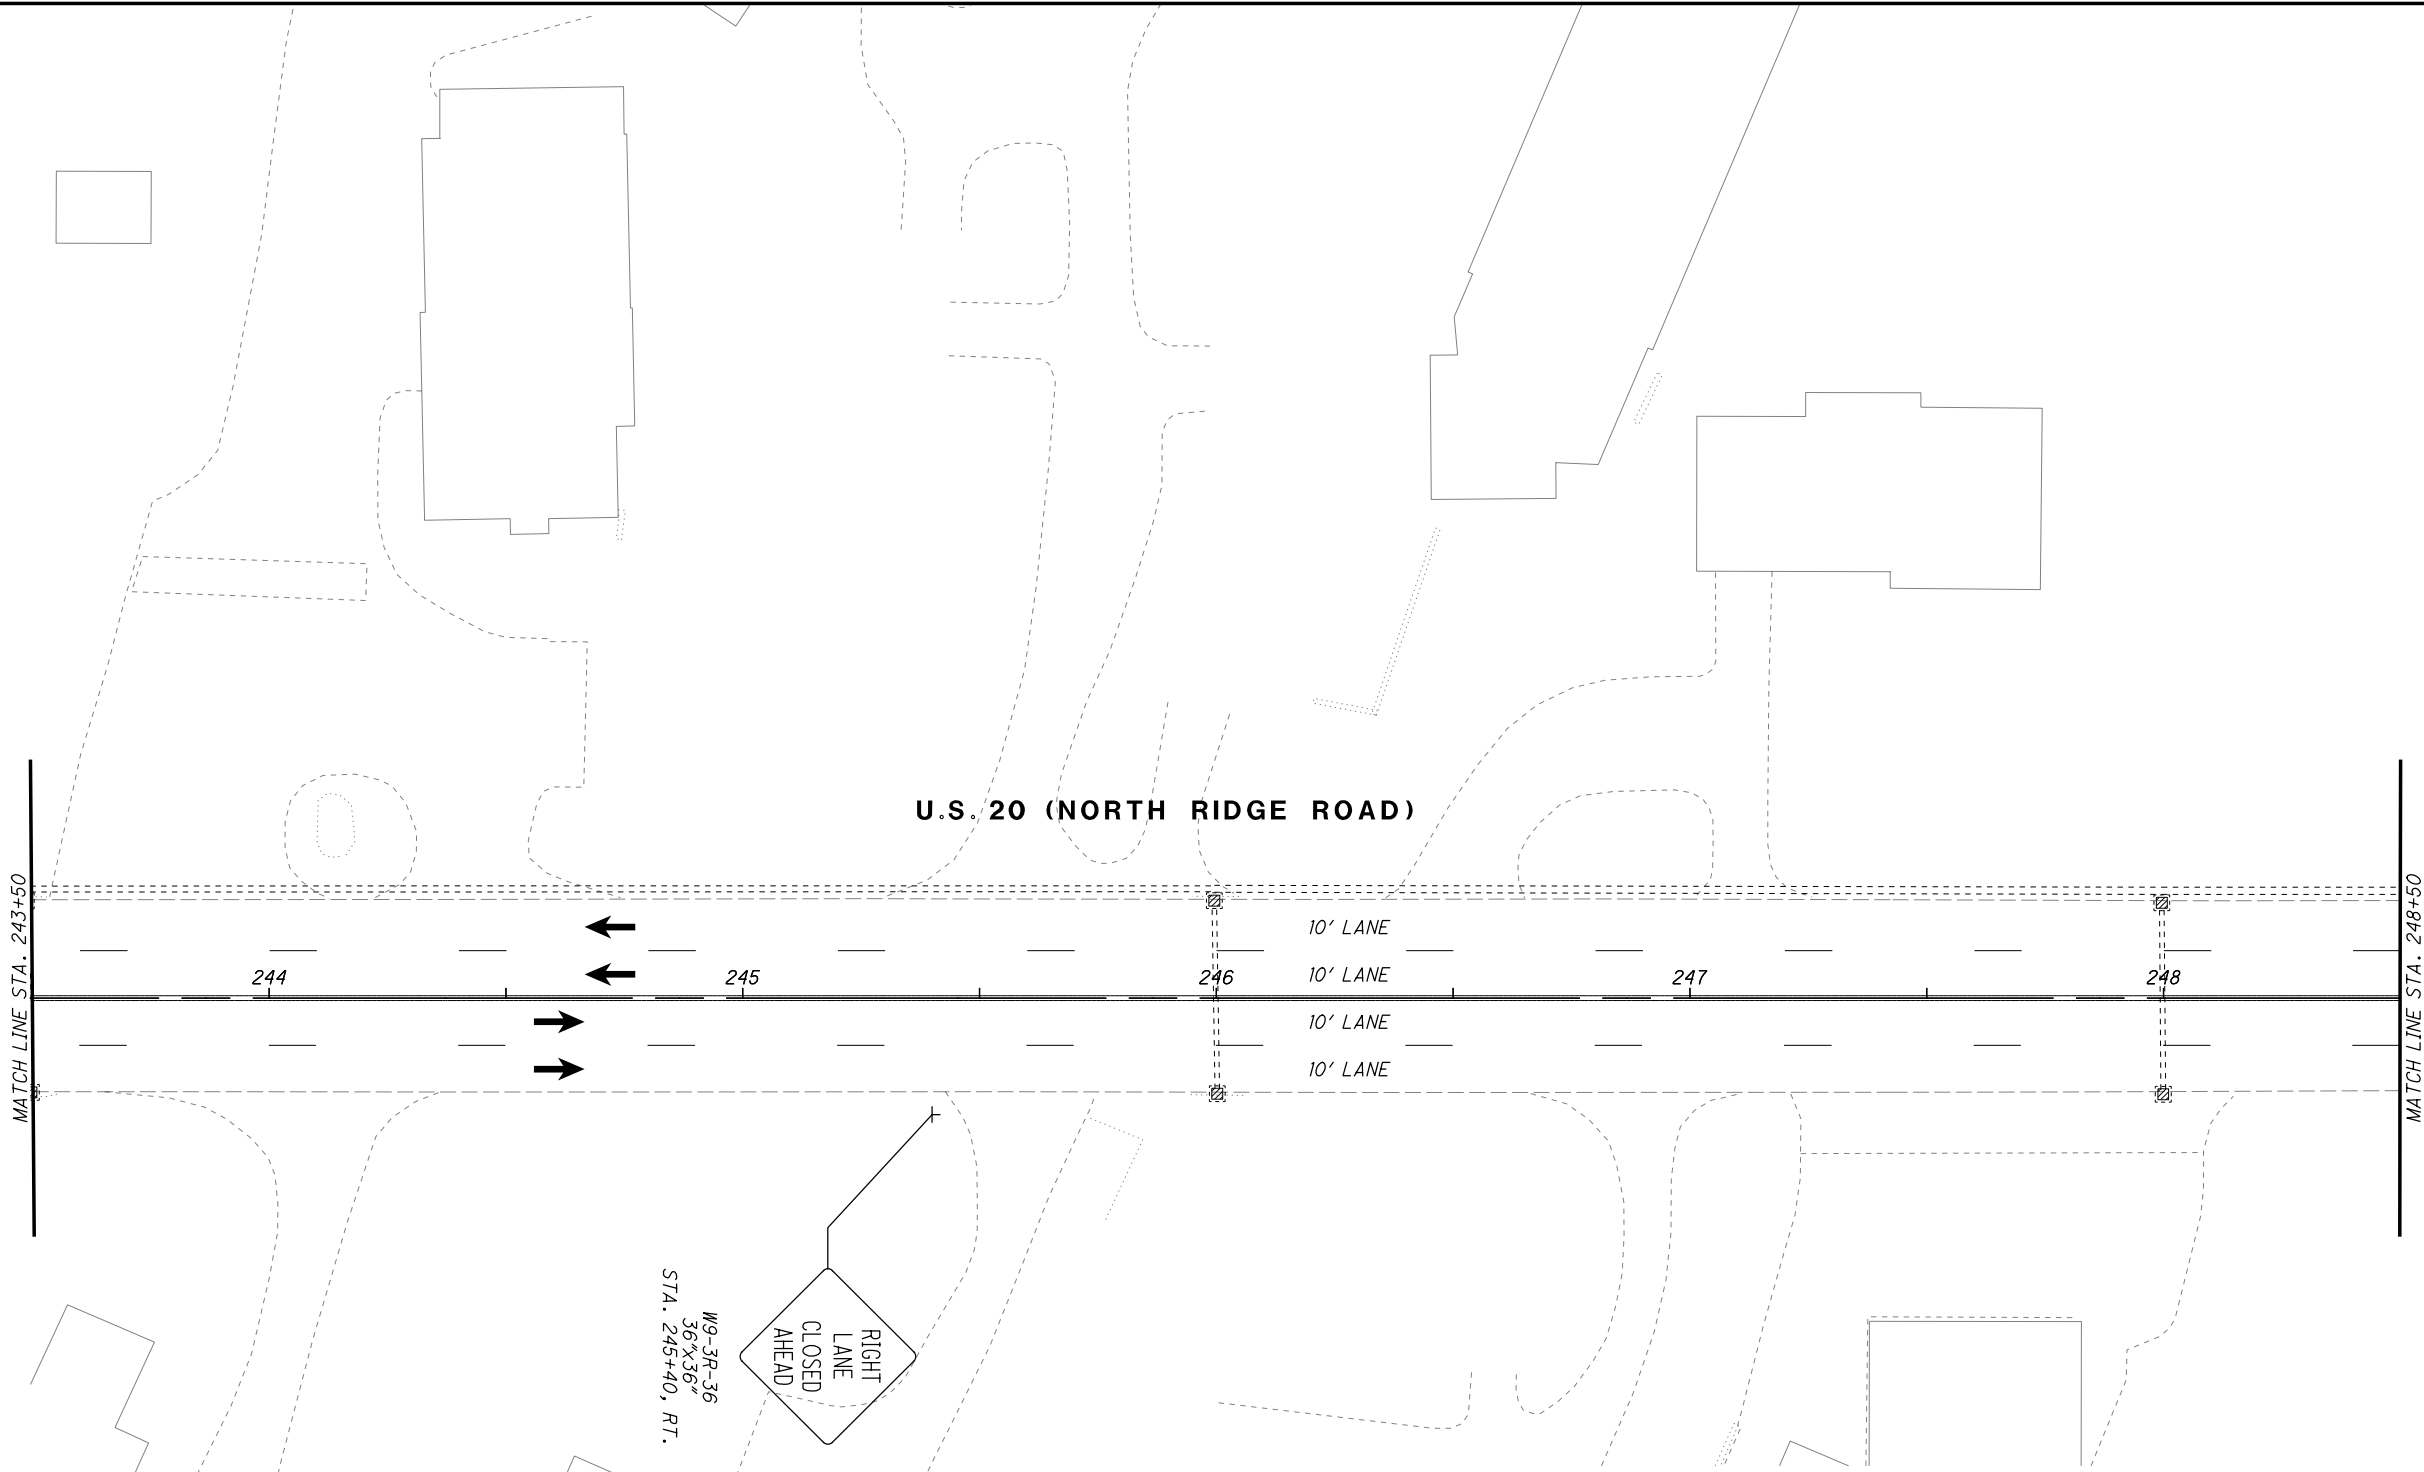 U.S. 20 (NORTH RIDGE ROAD)
MATCH LINE STA. 243+50
MATCH LINE STA. 248+50
10' LANE
244 245 246 247 248
10' LANE
10' LANE
10' LANE
RIGHT
LANE
CLOSED
AHEAD
W9-3R-36
36"x36"
STA. 245+40, RT.